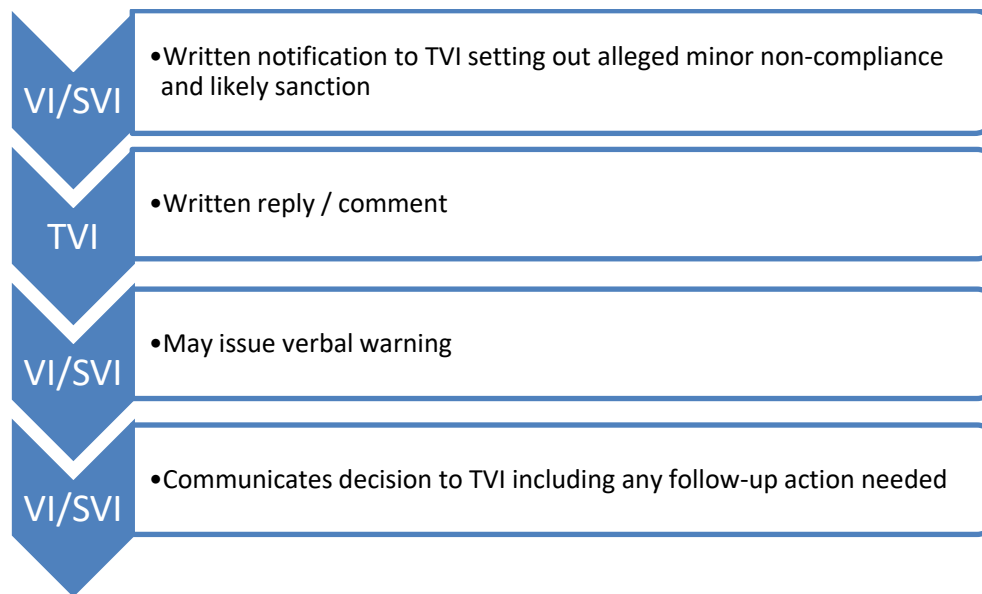 VI/SVI
•Written notification to TVI setting out alleged minor non-compliance
and likely sanction
TVI
•Written reply / comment
VI/SVI
•May issue verbal warning
VI/SVI
•Communicates decision to TVI including any follow-up action needed